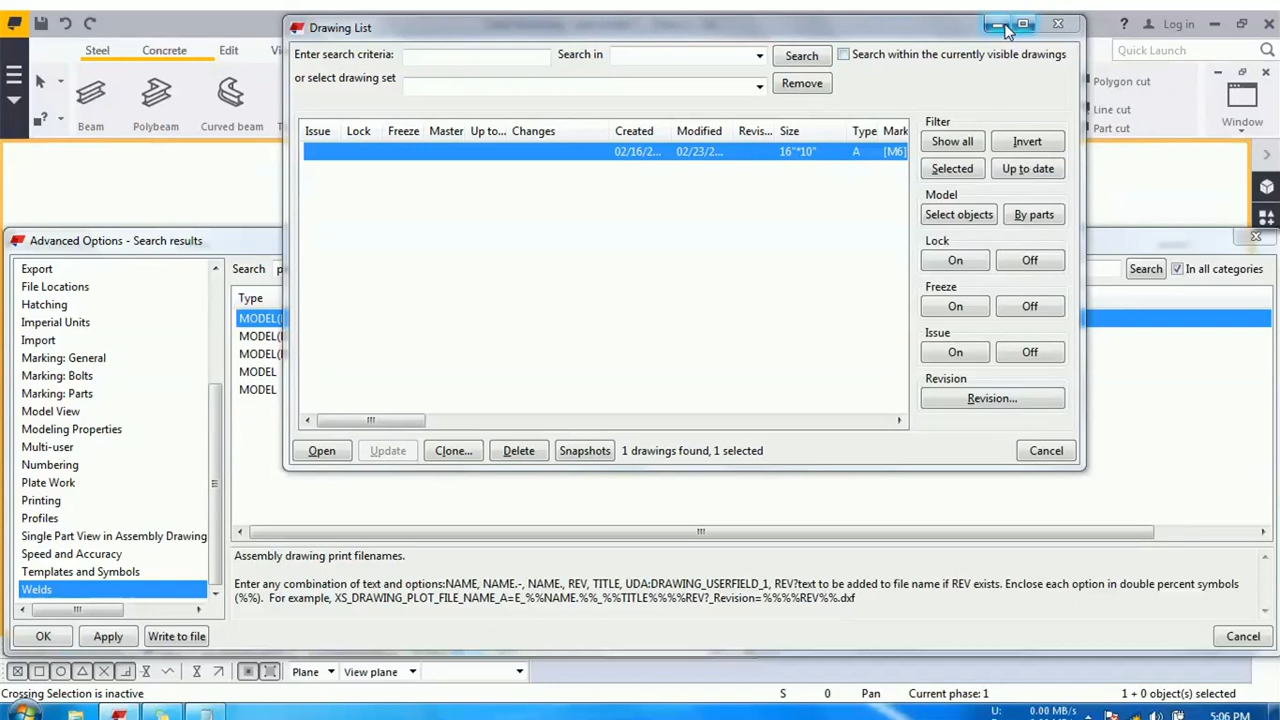 Drawing List
Log in
Steel
Concrete
Edit
Quick Launch
Enter search criteria:
Search in
Search
Search within the currently visible drawings
or select drawing set
Remove
Beam
Polybeam
Curved beam
Polygon cut
Line cut
Part cut
Window
Issue Lock Freeze Master Up to... Changes Created Modified Revis... Size Type Mark
02/16/2... 02/23/2... 16"*10" A [M6]
Filter
Show all Invert
Selected Up to date
Model
Select objects By parts
Lock
On Off
Freeze
On Off
Issue
On Off
Revision
Revision...
Open Update Clone... Delete Snapshots 1 drawings found, 1 selected Cancel
Advanced Options - Search results
Export
File Locations
Hatching
Imperial Units
Import
Marking: General
Marking: Bolts
Marking: Parts
Model View
Modeling Properties
Multi-user
Numbering
Plate Work
Printing
Profiles
Single Part View in Assembly Drawing
Speed and Accuracy
Templates and Symbols
Welds
Search
Search In all categories
Type
MODEL(
MODEL(
MODEL(
MODEL
MODEL
Assembly drawing print filenames.
Enter any combination of text and options:NAME, NAME.-, NAME., REV, TITLE, UDA:DRAWING_USERFIELD_1, REV?text to be added to file name if REV exists. Enclose each option in double percent symbols
(%%). For example, XS_DRAWING_PLOT_FILE_NAME_A=E_%%NAME.%%_%%TITLE%%%%REV?_Revision=%%%%REV%%.dxf
OK Apply Write to file Cancel
Plane View plane
Crossing Selection is inactive S 0 Pan Current phase: 1 1 + 0 object(s) selected
U: 0.00 MB/s
D: 0.00 MB/s
5:06 PM